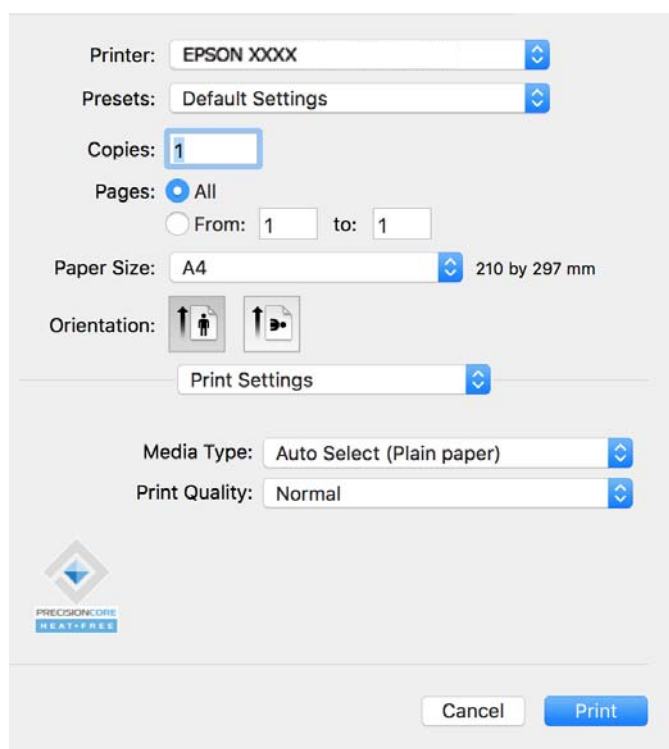 Printer: EPSON XXXX
Presets: Default Settings
Copies: 1
Pages: All
From: 1 to: 1
Paper Size: A4 210 by 297 mm
Orientation:
Print Settings
Media Type: Auto Select (Plain paper)
Print Quality: Normal
PRECISIONCORE
HEAT-FREE
Cancel Print